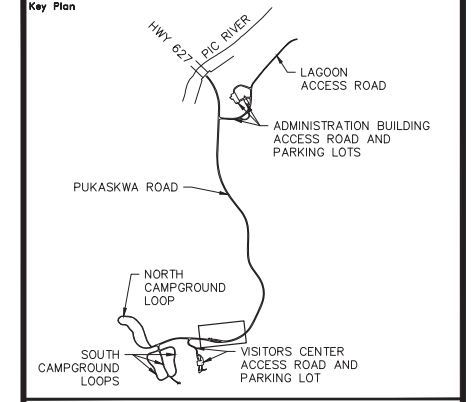 Key Plan
HWY 627
PIC RIVER
LAGOON
ACCESS ROAD
ADMINISTRATION BUILDING
ACCESS ROAD AND
PARKING LOTS
PUKASKWA ROAD
NORTH
CAMPGROUND
LOOP
SOUTH
CAMPGROUND
LOOPS
VISITORS CENTER
ACCESS ROAD AND
PARKING LOT